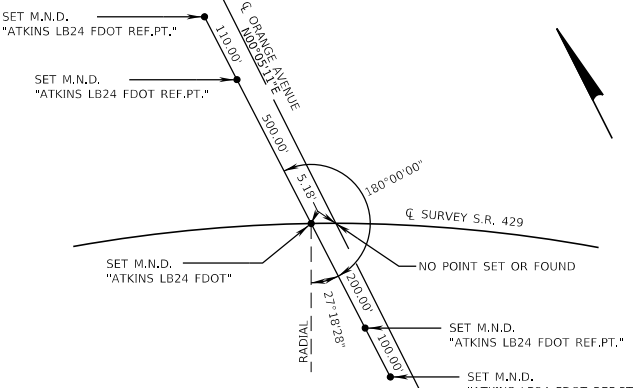 SET M.N.D.
"ATKINS LB24 FDOT REF.PT."
SET M.N.D.
"ATKINS LB24 FDOT REF.PT."
110.00'
℄ ORANGE AVENUE
N00°05'11"E
500.00'
5.18'
180°00'00"
℄ SURVEY S.R. 429
SET M.N.D.
"ATKINS LB24 FDOT"
NO POINT SET OR FOUND
RADIAL
27°18'28"
200.00'
100.00'
SET M.N.D.
"ATKINS LB24 FDOT REF.PT."
SET M.N.D.